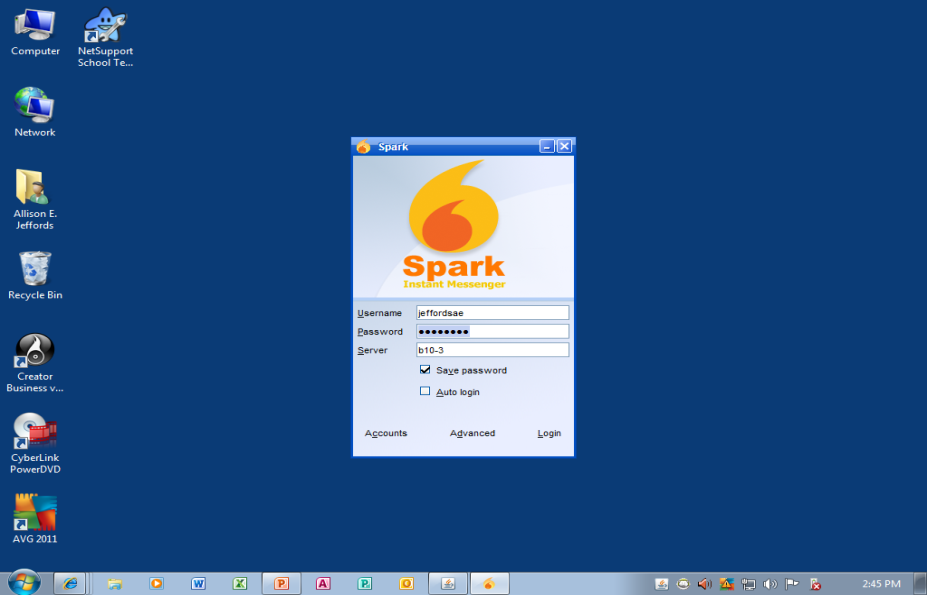 Computer
NetSupport
School Te...
Network
Allison E.
Jeffords
Recycle Bin
Creator
Business v...
CyberLink
PowerDVD
AVG 2011
Spark
Spark
Instant Messenger
Username jeffordsae
Password ••••••••
Server b10-3
Save password
Auto login
Accounts Advanced Login
2:45 PM